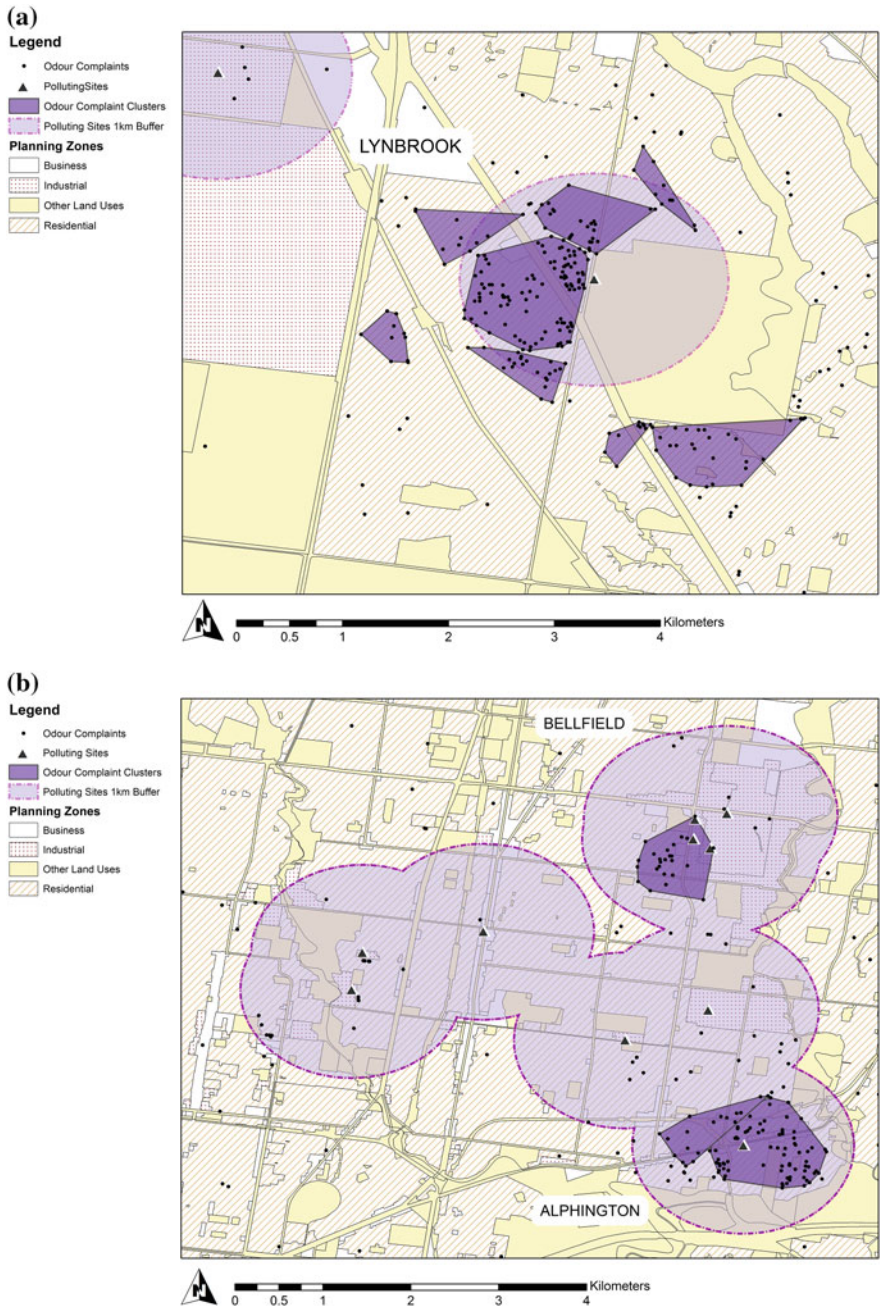 (a)
Legend
Odour Complaints
PollutingSites
Odour Complaint Clusters
Polluting Sites 1km Buffer
Planning Zones
Business
Industrial
Other Land Uses
Residential
LYNBROOK
N
Kilometers
0 0.5 1 2 3 4
(b)
Legend
Odour Complaints
Polluting Sites
Odour Complaint Clusters
Polluting Sites 1km Buffer
Planning Zones
Business
Industrial
Other Land Uses
Residential
BELLFIELD
ALPHINGTON
N
Kilometers
0 0.5 1 2 3 4